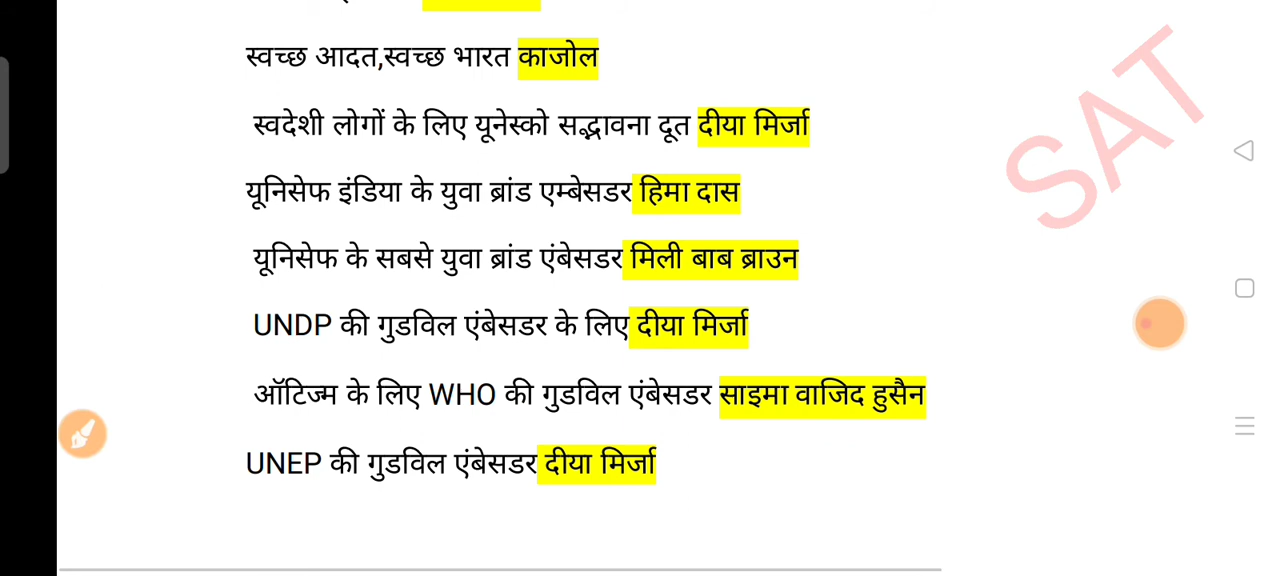 स्वच्छ आदत,स्वच्छ भारत काजोल
स्वदेशी लोगों के लिए यूनेस्को सद्भावना दूत दीया मिर्जा
यूनिसेफ इंडिया के युवा ब्रांड एम्बेसडर हिमा दास
यूनिसेफ के सबसे युवा ब्रांड एंबेसडर मिली बाब ब्राउन
UNDP की गुडविल एंबेसडर के लिए दीया मिर्जा
ऑटिज्म के लिए WHO की गुडविल एंबेसडर साइमा वाजिद हुसैन
UNEP की गुडविल एंबेसडर दीया मिर्जा
SAT